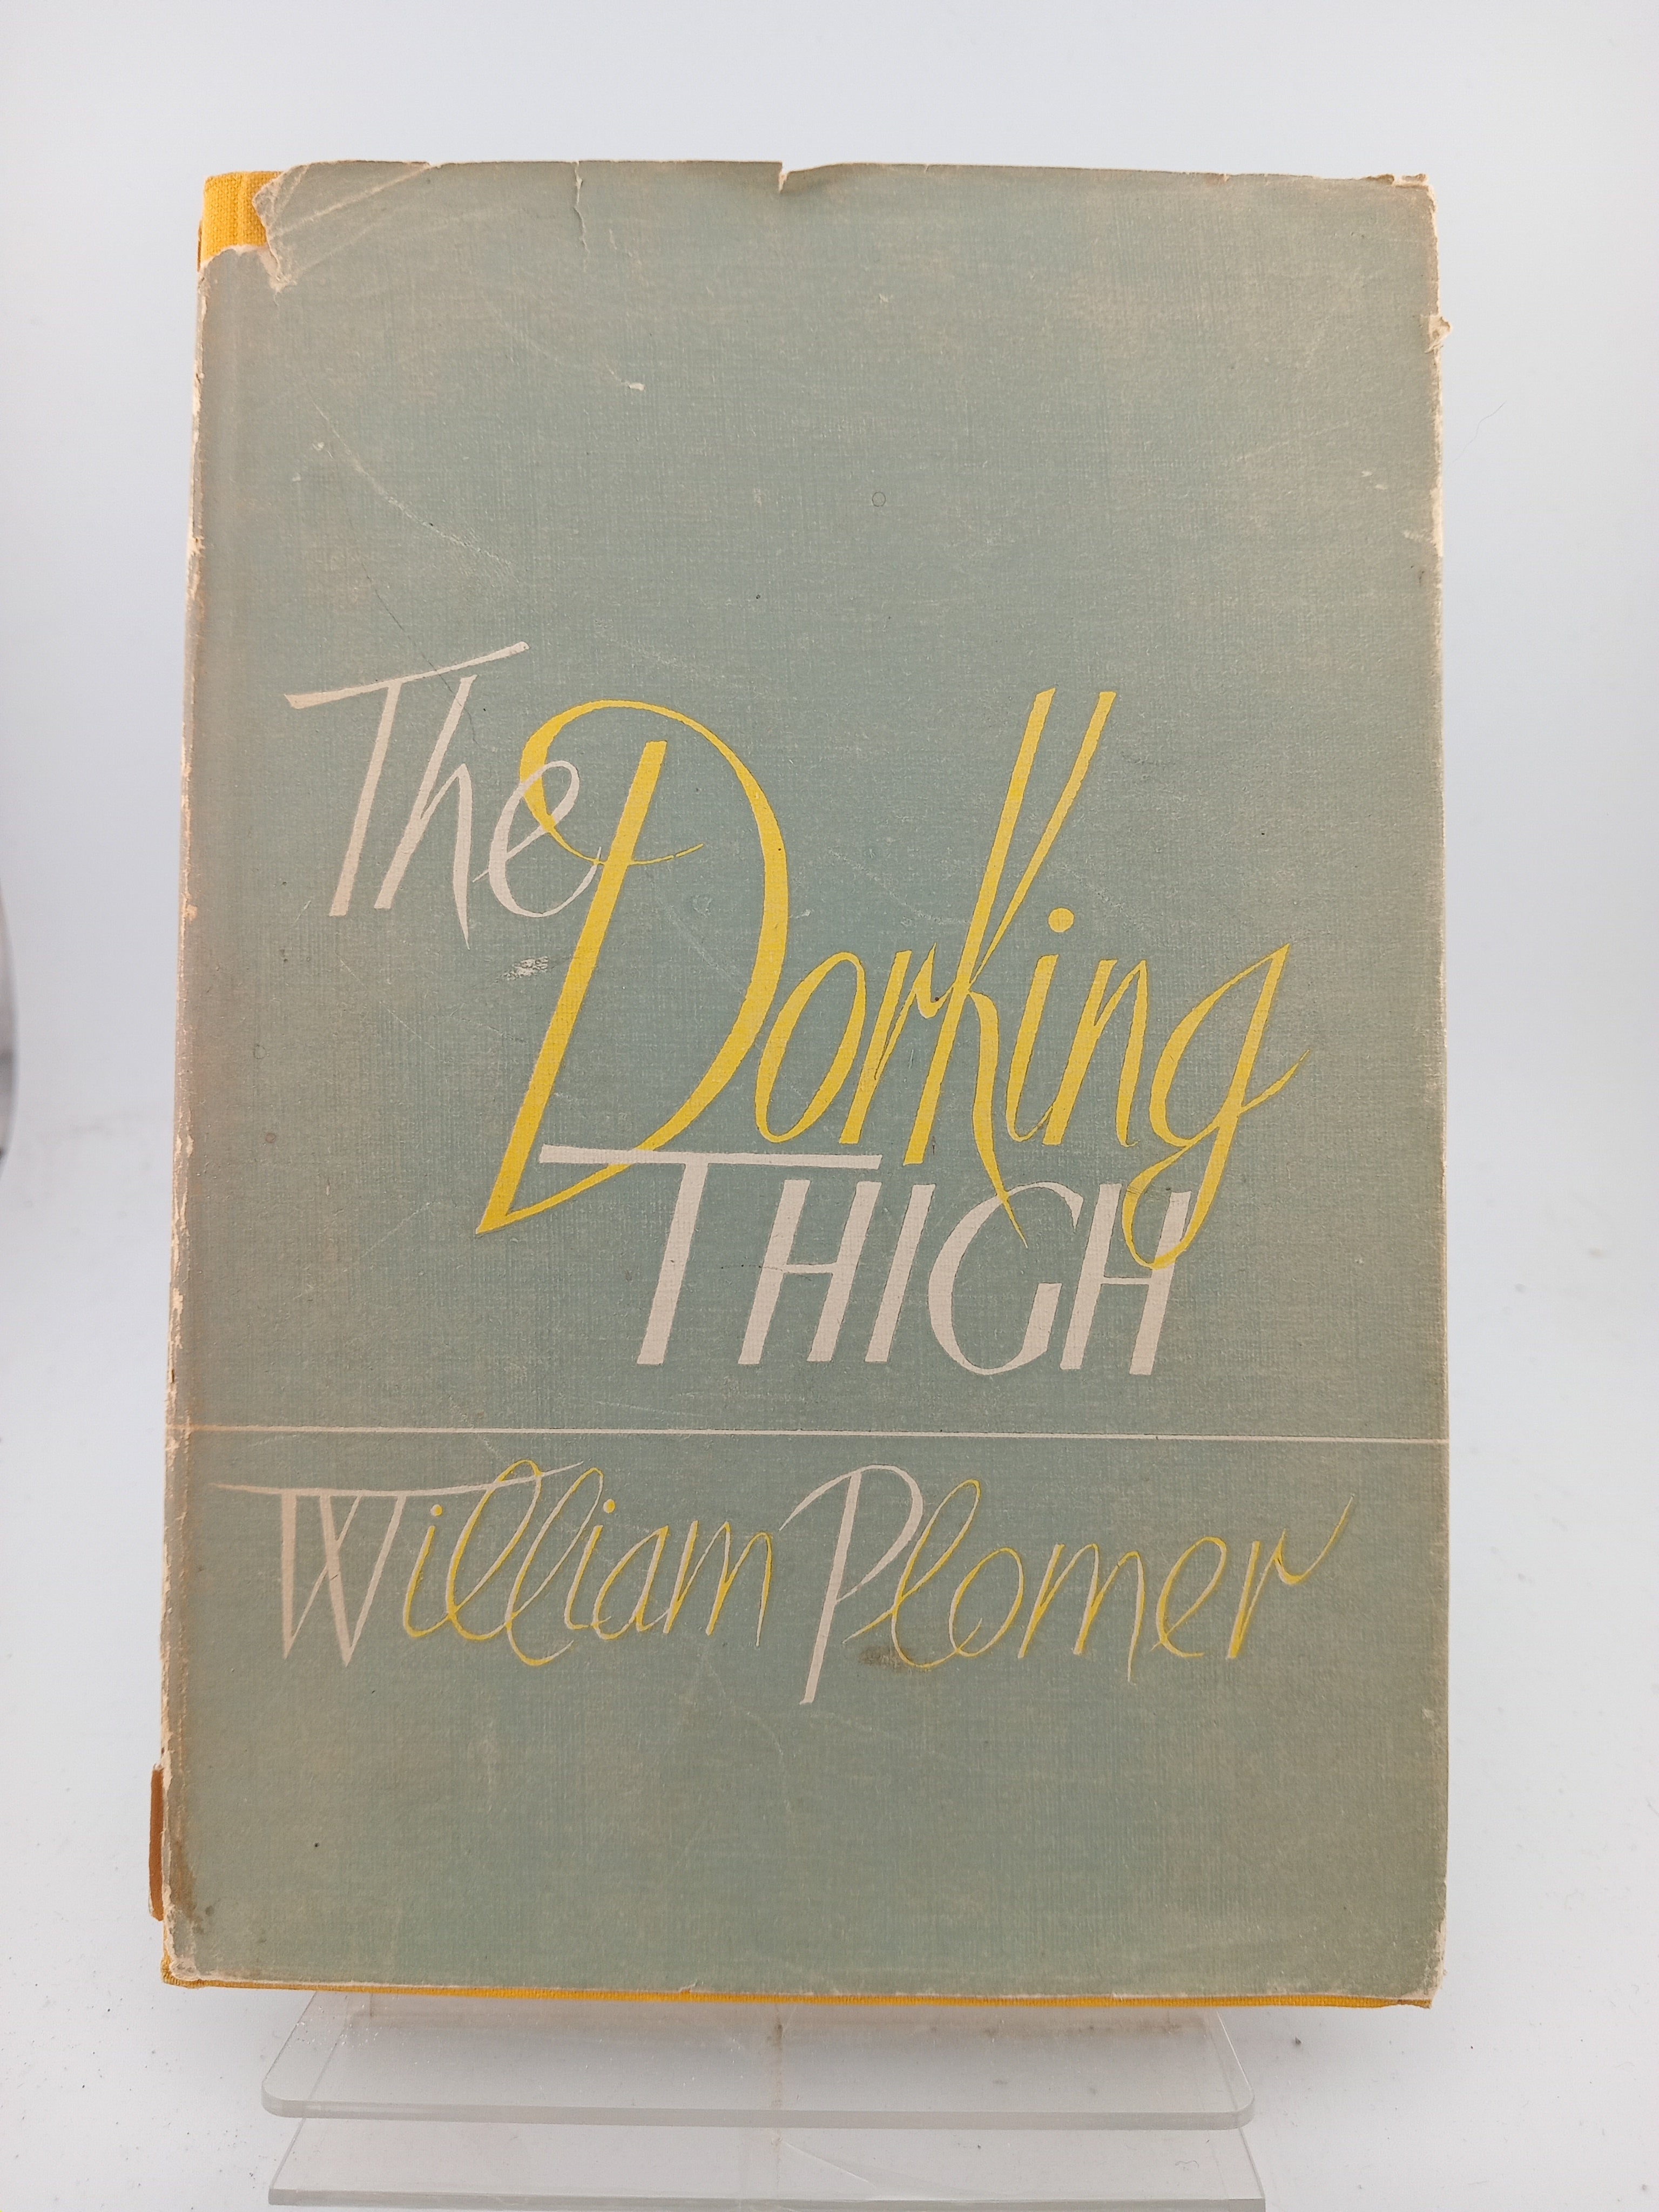 The
Dorking
THIGH
William Plomer